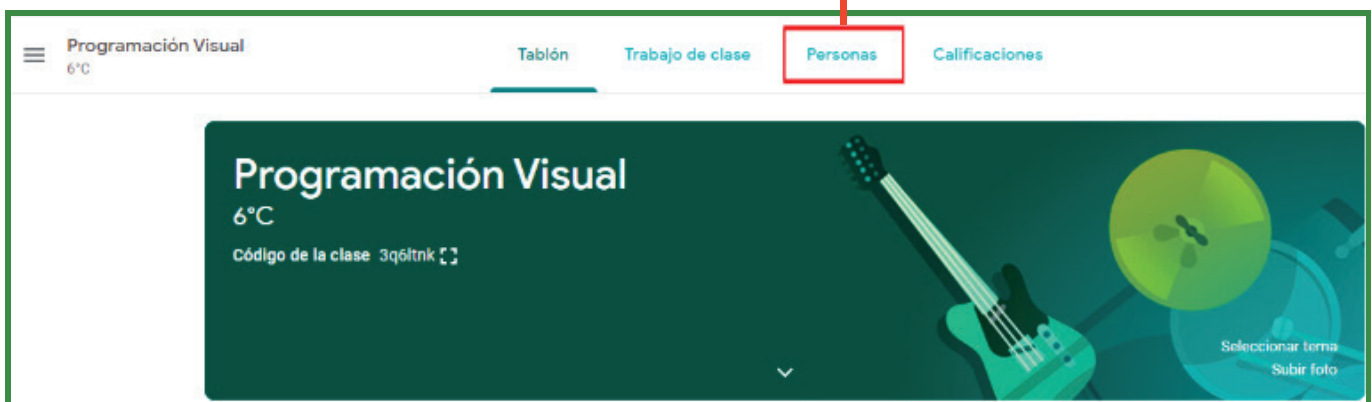 Programación Visual
6°C
Tablón Trabajo de clase Personas Calificaciones
Programación Visual
6°C
Código de la clase 3q6ltnk
Seleccionar tema
Subir foto